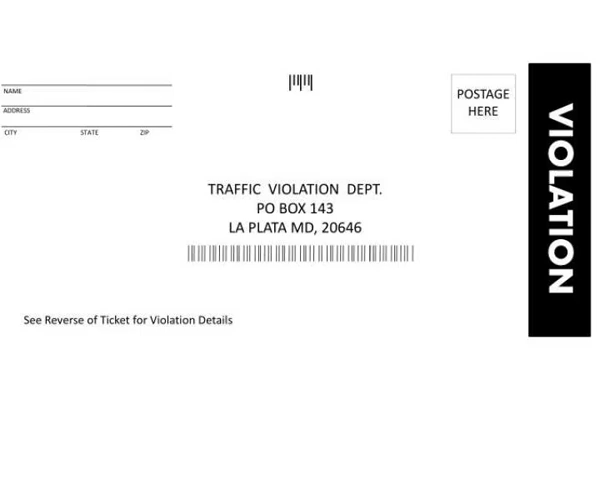 NAME
ADDRESS
CITY STATE ZIP
POSTAGE
HERE
TRAFFIC VIOLATION DEPT.
PO BOX 143
LA PLATA MD, 20646
See Reverse of Ticket for Violation Details
VIOLATION